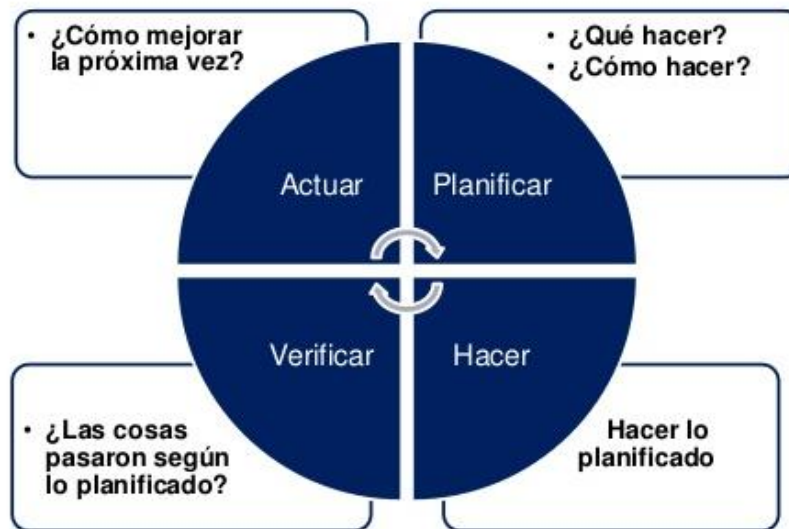 • ¿Cómo mejorar
la próxima vez?
• ¿Qué hacer?
• ¿Cómo hacer?
Actuar
Planificar
Verificar
Hacer
• ¿Las cosas
pasaron según
lo planificado?
Hacer lo
planificado